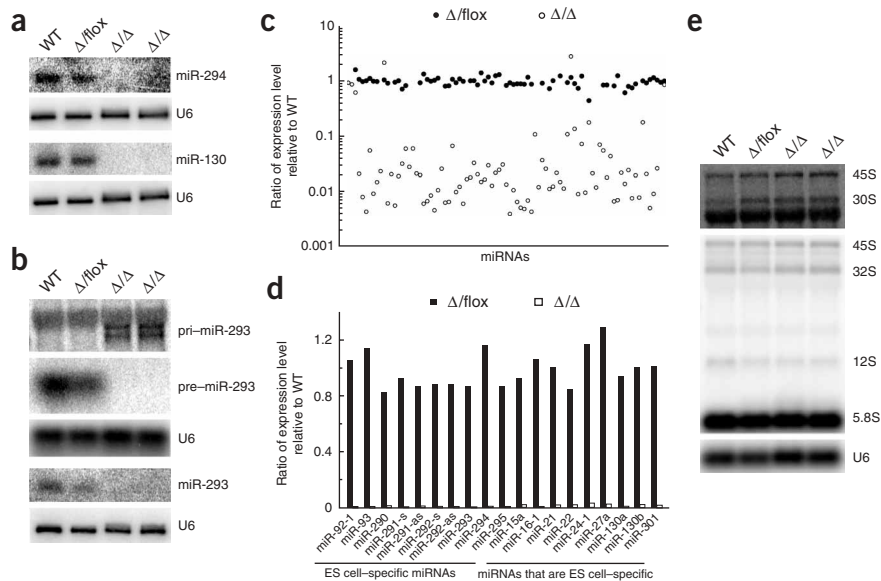 a
WT Δ/flox Δ/Δ Δ/Δ
miR-294
U6
miR-130
U6
b
WT Δ/flox Δ/Δ Δ/Δ
pri–miR-293
pre–miR-293
U6
miR-293
U6
c
Δ/flox Δ/Δ
Ratio of expression level
relative to WT
10
1
0.1
0.01
0.001
miRNAs
d
Δ/flox Δ/Δ
Ratio of expression level
relative to WT
1.2
0.8
0.4
0
miR-92-1 miR-93 miR-290 miR-291-s miR-291-as miR-292-s miR-292-as miR-293 miR-294 miR-295 miR-15a miR-16-1 miR-21 miR-22 miR-24-1 miR-27a miR-130a miR-130b miR-301
ES cell–specific miRNAs
miRNAs that are ES cell–specific
e
WT Δ/flox Δ/Δ Δ/Δ
45S
30S
45S
32S
12S
5.8S
U6